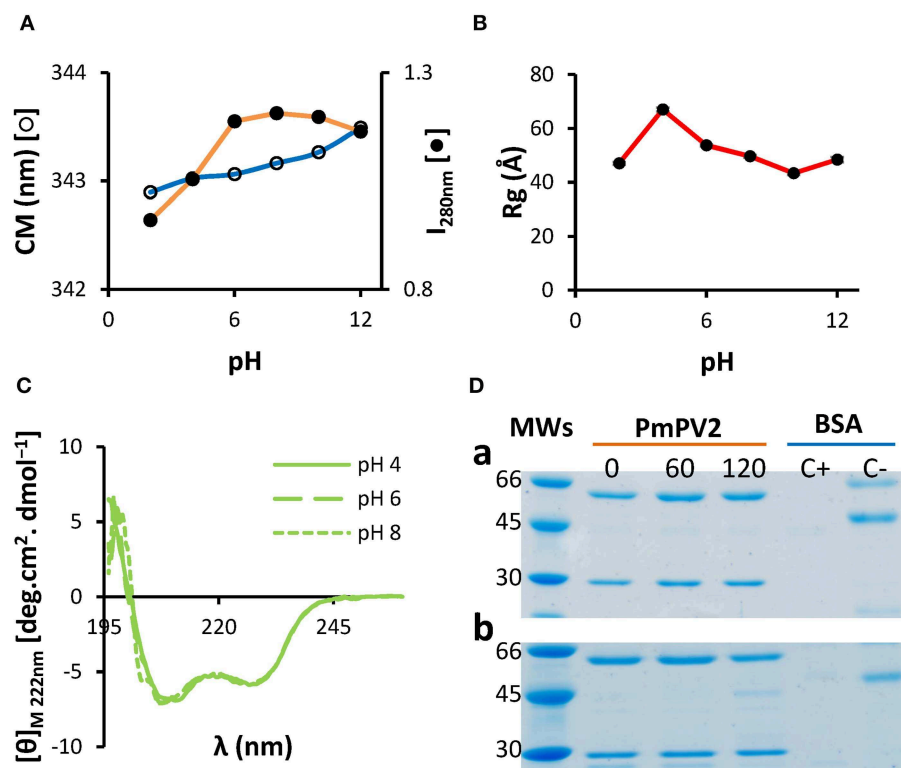 A
CM (nm) [○]
344
343
342
0
6
12
pH
1.3
0.8
I280nm [●]
B
Rg (Å)
80
60
40
20
0
0
6
12
pH
C
[θ]M 222nm [deg.cm². dmol⁻¹]
10
5
0
-5
-10
195
220
245
λ (nm)
pH 4
pH 6
pH 8
D
MWs
PmPV2
BSA
a
0
60
120
C+
C-
66
45
30
b
66
45
30